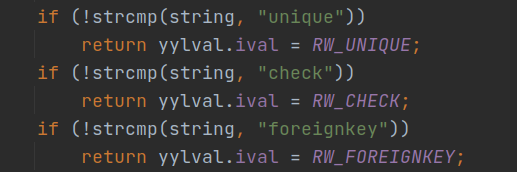 if (!strcmp(string, "unique"))
return yylval.ival = RW_UNIQUE;
if (!strcmp(string, "check"))
return yylval.ival = RW_CHECK;
if (!strcmp(string, "foreignkey"))
return yylval.ival = RW_FOREIGNKEY;